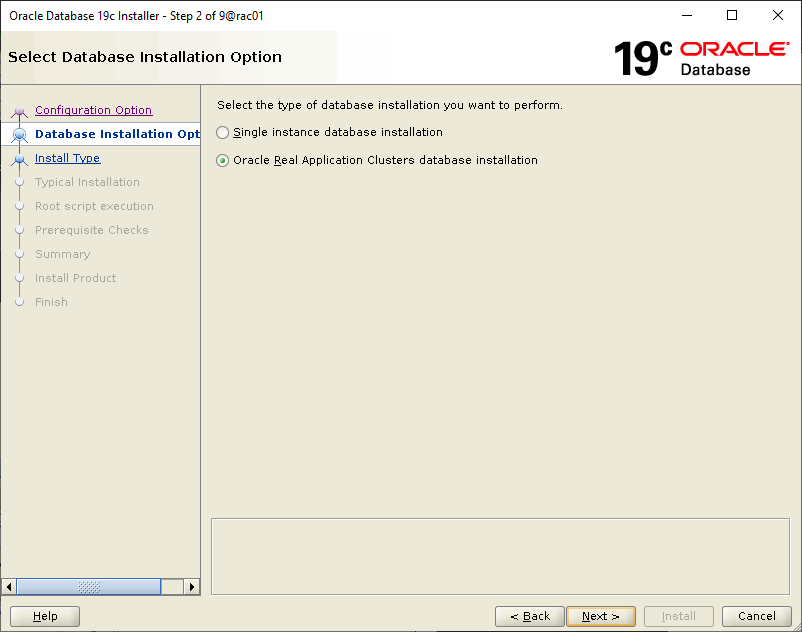 Oracle Database 19c Installer - Step 2 of 9@rac01
Select Database Installation Option
19c ORACLE
Database
Configuration Option
Database Installation Opt
Install Type
Typical Installation
Root script execution
Prerequisite Checks
Summary
Install Product
Finish
Select the type of database installation you want to perform.
Single instance database installation
Oracle Real Application Clusters database installation
Help
< Back
Next >
Install
Cancel